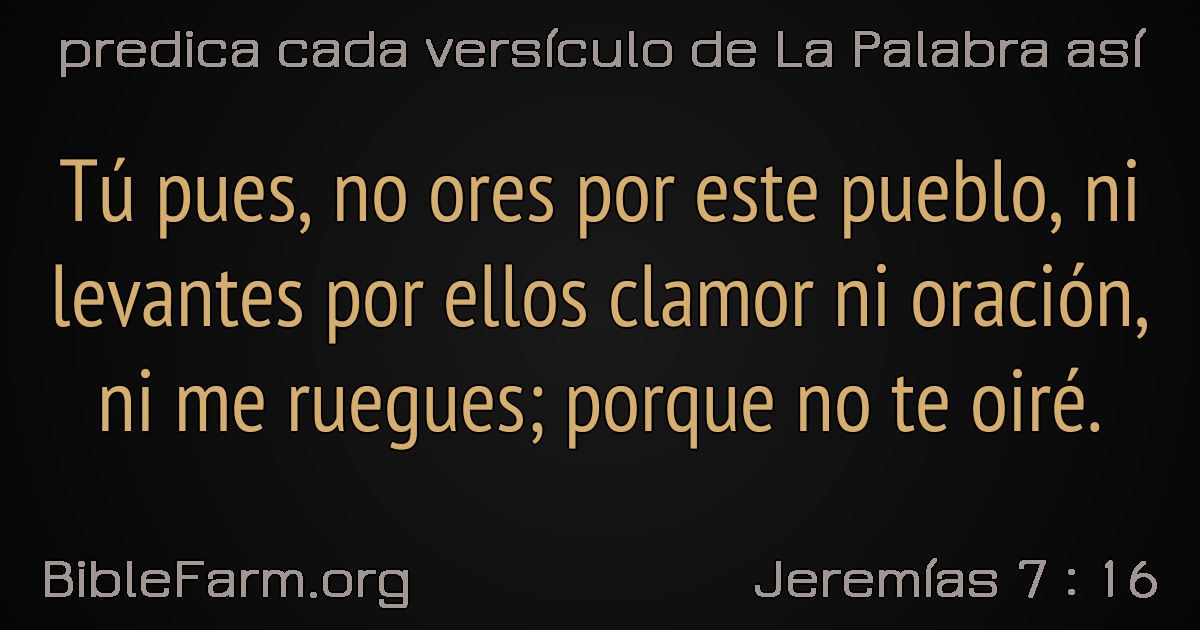 predica cada versículo de La Palabra así
Tú pues, no ores por este pueblo, ni
levantes por ellos clamor ni oración,
ni me ruegues; porque no te oiré.
BibleFarm.org
Jeremías 7 : 16